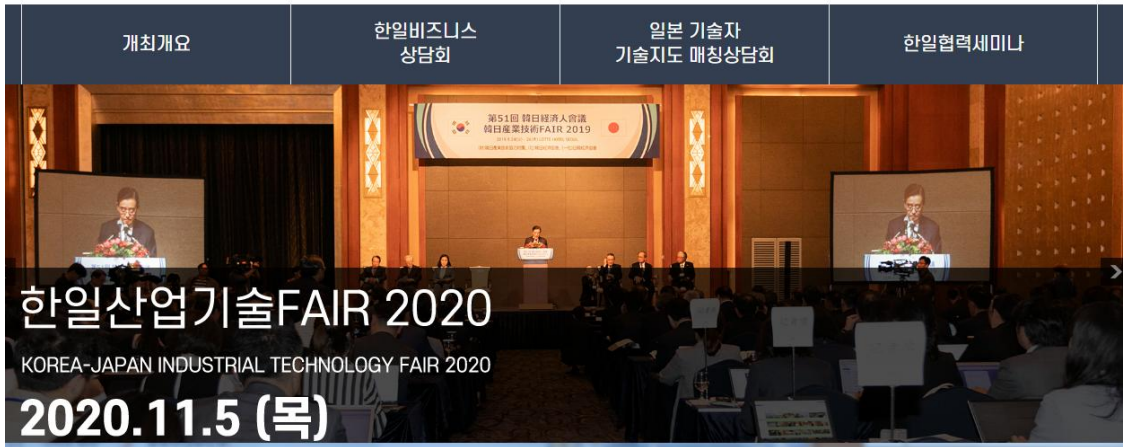 개최개요
한일비즈니스
상담회
일본 기술자
기술지도 매칭상담회
한일협력세미나
第51回 韓日経済人会議
韓日産業技術FAIR 2019
한일산업기술FAIR 2020
KOREA-JAPAN INDUSTRIAL TECHNOLOGY FAIR 2020
2020.11.5 (목)